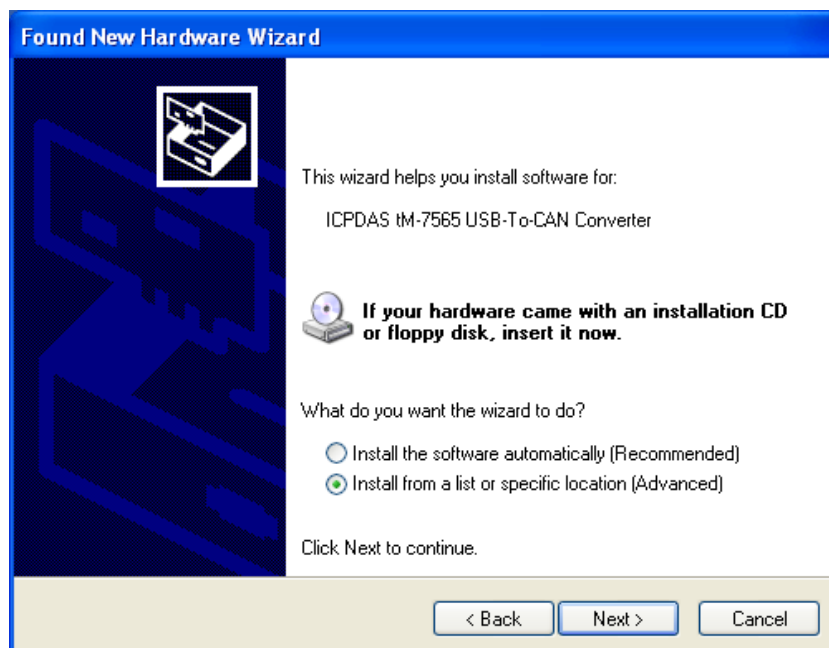 Found New Hardware Wizard
This wizard helps you install software for:
ICPDAS tM-7565 USB-To-CAN Converter
If your hardware came with an installation CD
or floppy disk, insert it now.
What do you want the wizard to do?
Install the software automatically (Recommended)
Install from a list or specific location (Advanced)
Click Next to continue.
< Back Next > Cancel